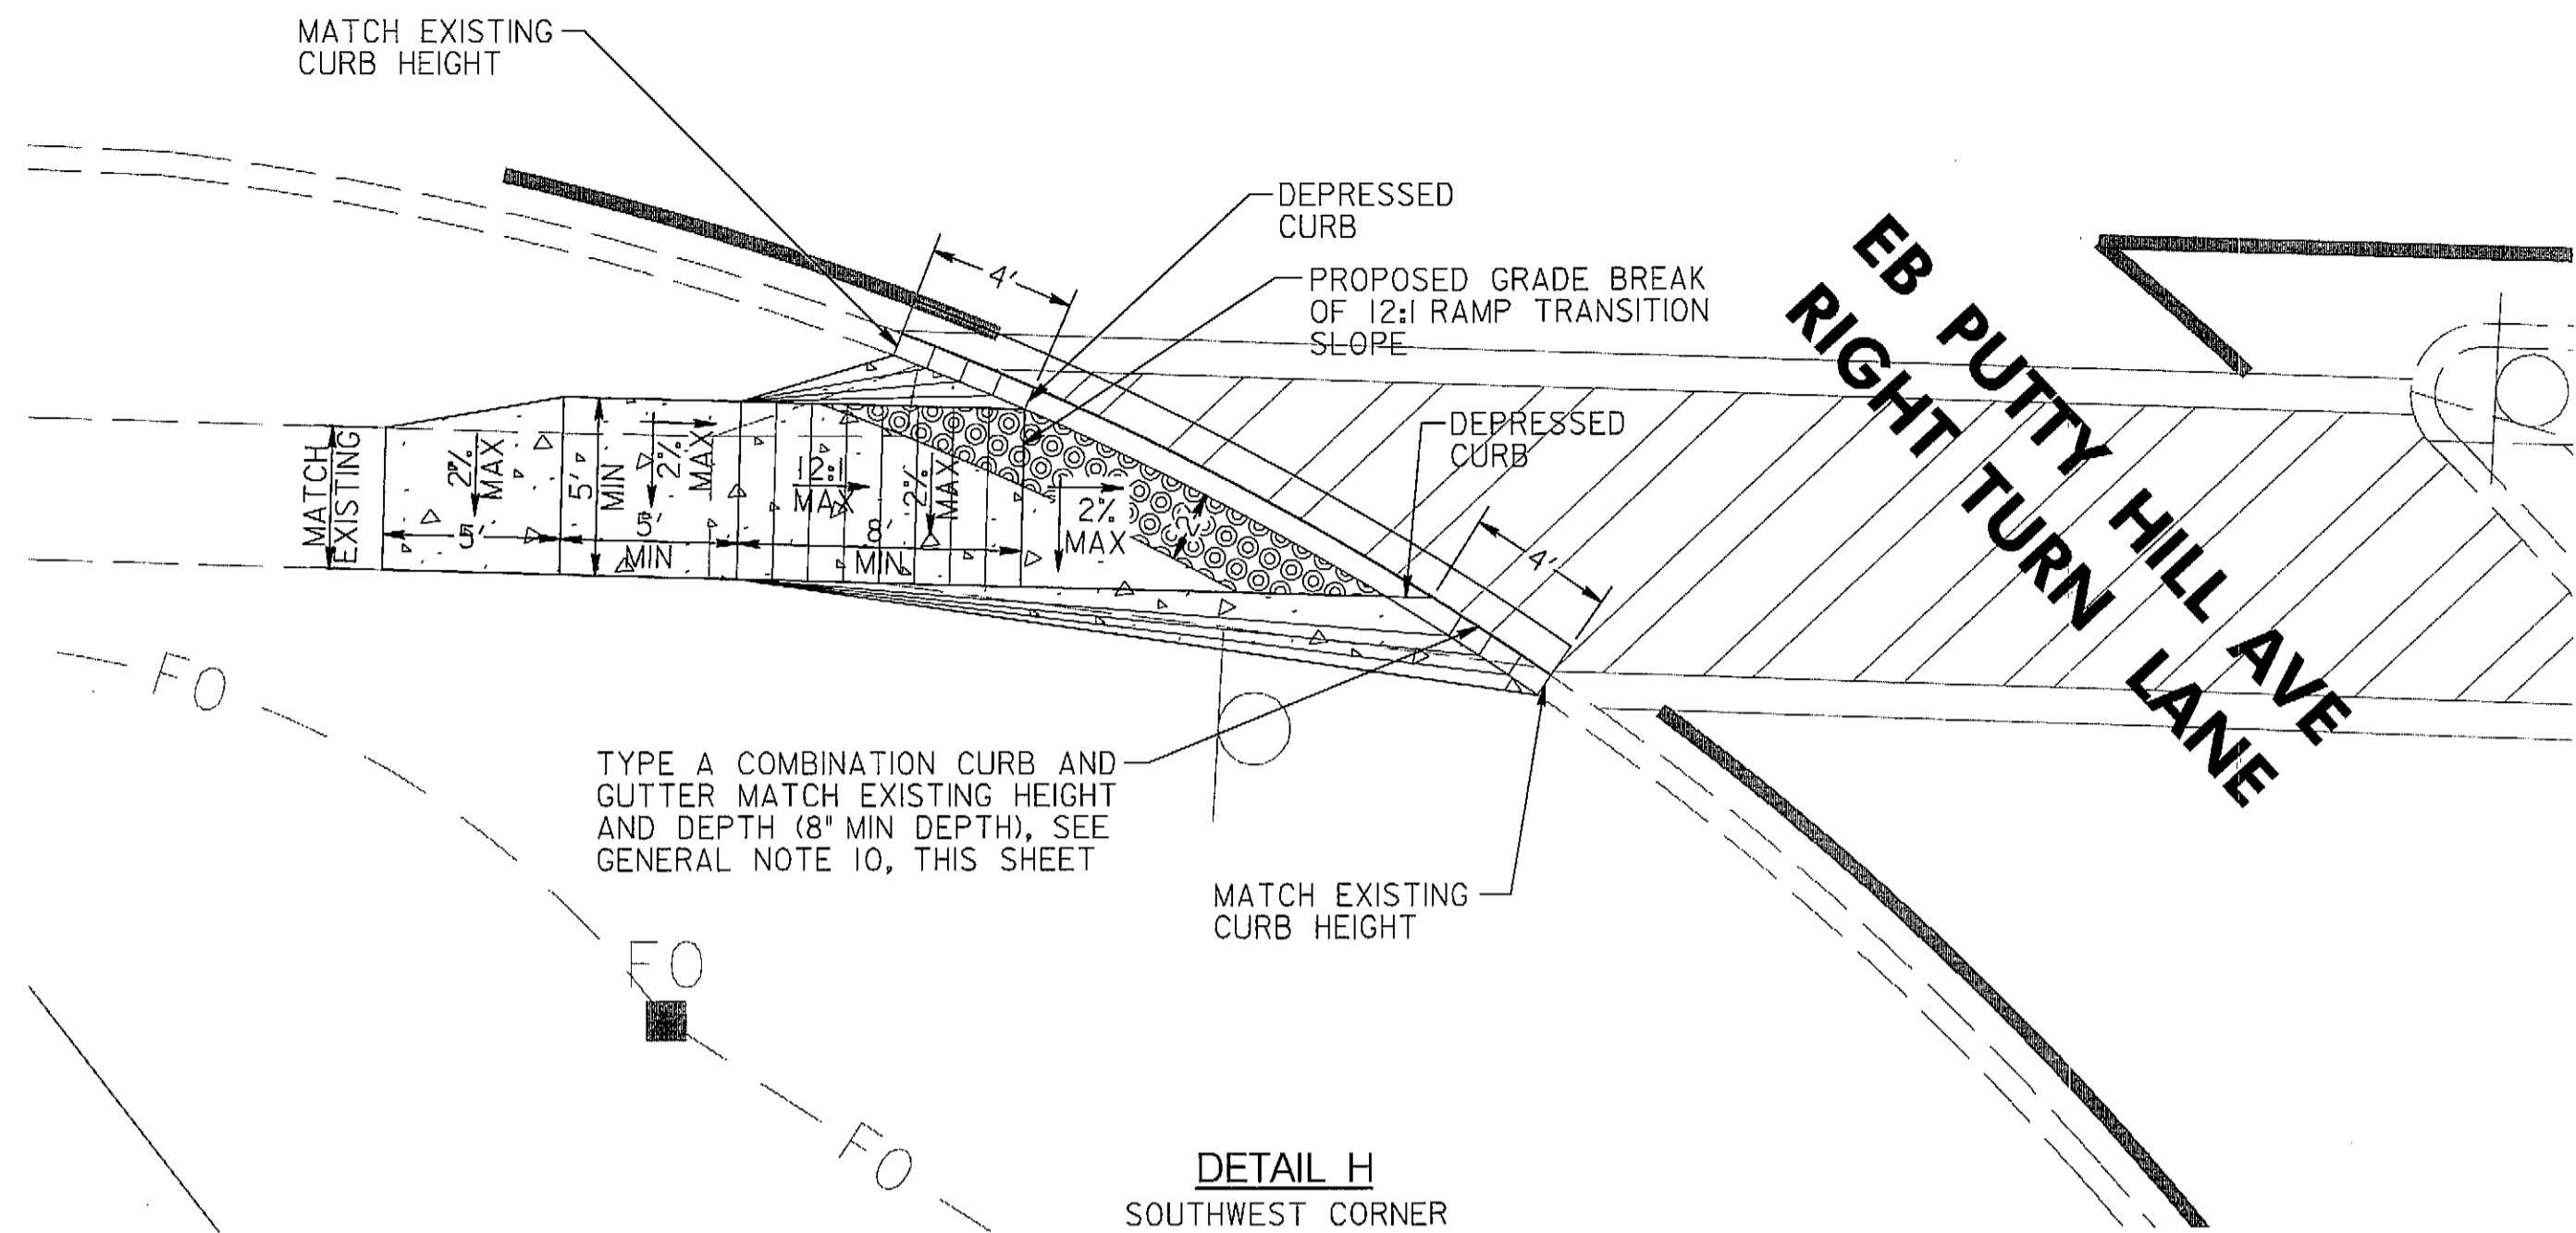 MATCH EXISTING
CURB HEIGHT
DEPRESSED
CURB
4'
PROPOSED GRADE BREAK
OF 12:1 RAMP TRANSITION
SLOPE
EB PUTTY HILL AVE
RIGHT TURN LANE
DEPRESSED
CURB
MATCH
EXISTING
2%
MAX
5'
5'
MIN
2%
MAX
5'
MIN
12:1
MAX
2%
MAX
8'
MIN
2%
MAX
2'
4'
FO
TYPE A COMBINATION CURB AND
GUTTER MATCH EXISTING HEIGHT
AND DEPTH (8" MIN DEPTH), SEE
GENERAL NOTE 10, THIS SHEET
MATCH EXISTING
CURB HEIGHT
FO
FO
DETAIL H
SOUTHWEST CORNER